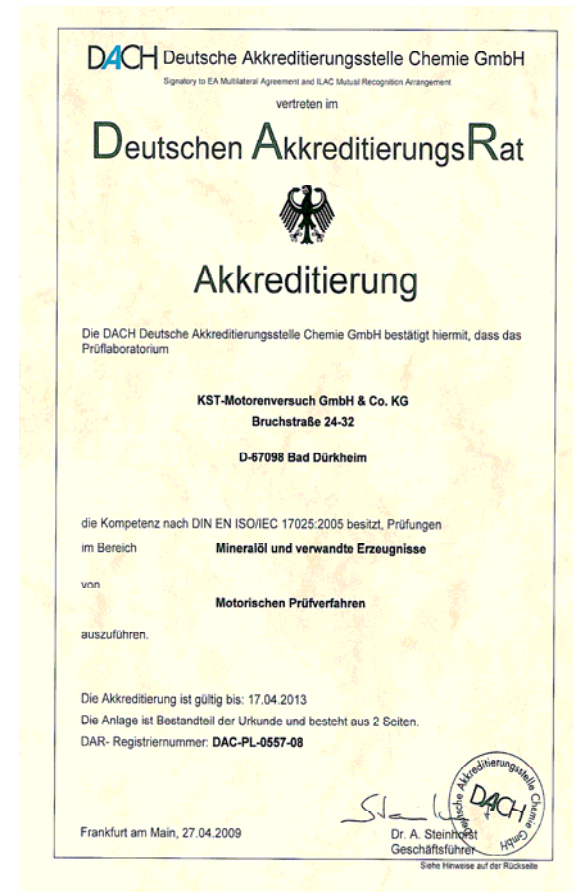 DACH Deutsche Akkreditierungsstelle Chemie GmbH
Signatory to EA Multilateral Agreement and ILAC Mutual Recognition Arrangement
vertreten im
Deutschen AkkreditierungsRat
Akkreditierung
Die DACH Deutsche Akkreditierungsstelle Chemie GmbH bestätigt hiermit, dass das
Prüflaboratorium
KST-Motorenversuch GmbH & Co. KG
Bruchstraße 24-32
D-67098 Bad Dürkheim
die Kompetenz nach DIN EN ISO/IEC 17025:2005 besitzt, Prüfungen
im Bereich Mineralöl und verwandte Erzeugnisse
von
Motorischen Prüfverfahren
auszuführen.
Die Akkreditierung ist gültig bis: 17.04.2013
Die Anlage ist Bestandteil der Urkunde und besteht aus 2 Seiten.
DAR- Registriernummer: DAC-PL-0557-08
Deutsche Akkreditierungsstelle Chemie GmbH
DACH
Frankfurt am Main, 27.04.2009 Dr. A. Steinhorst
Geschäftsführer
Siehe Hinweise auf der Rückseite